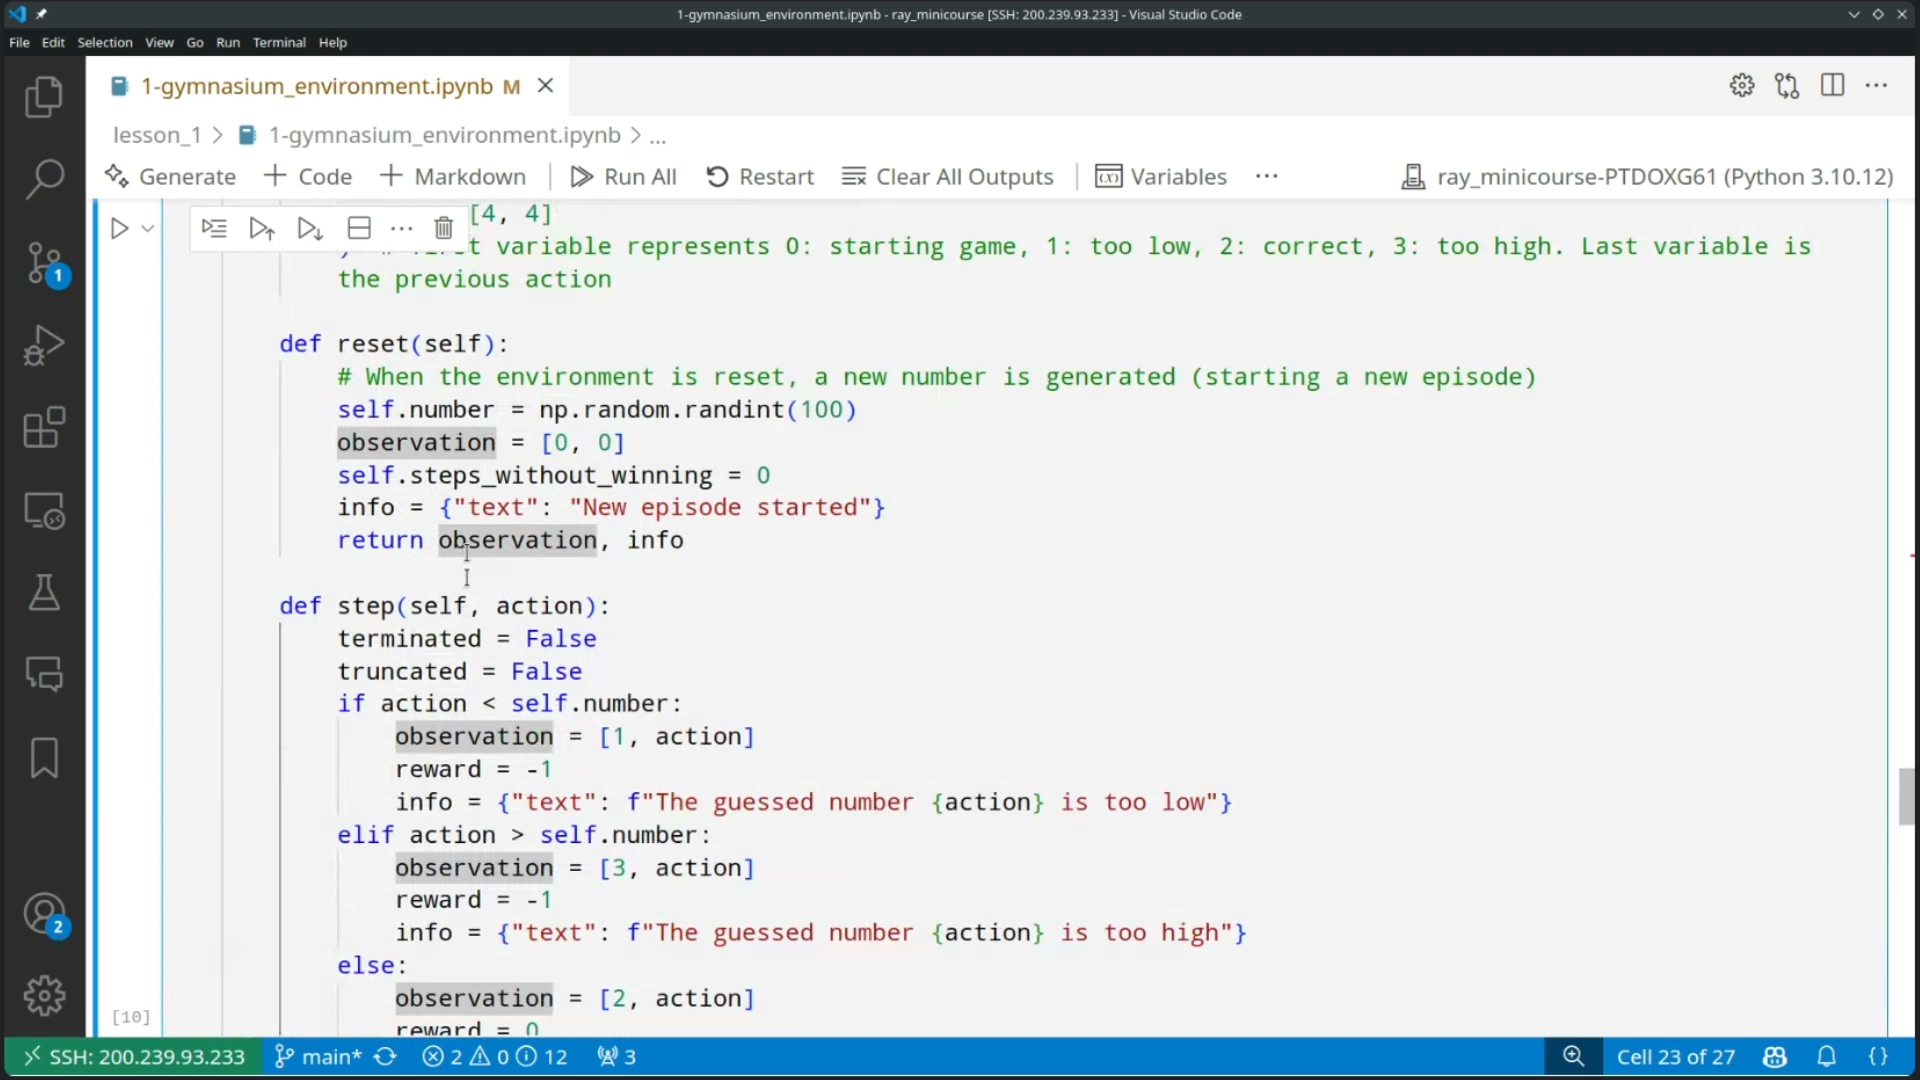 1-gymnasium_environment.ipynb - ray_minicourse [SSH: 200.239.93.233] - Visual Studio Code
File Edit Selection View Go Run Terminal Help
1-gymnasium_environment.ipynb M
lesson_1 > 1-gymnasium_environment.ipynb > ...
Generate + Code + Markdown Run All Restart Clear All Outputs Variables ... ray_minicourse-PTDOXG61 (Python 3.10.12)
[4, 4]
variable represents 0: starting game, 1: too low, 2: correct, 3: too high. Last variable is
the previous action
def reset(self):
# When the environment is reset, a new number is generated (starting a new episode)
self.number = np.random.randint(100)
observation = [0, 0]
self.steps_without_winning = 0
info = {"text": "New episode started"}
return observation, info
def step(self, action):
terminated = False
truncated = False
if action < self.number:
observation = [1, action]
reward = -1
info = {"text": f"The guessed number {action} is too low"}
elif action > self.number:
observation = [3, action]
reward = -1
info = {"text": f"The guessed number {action} is too high"}
else:
observation = [2, action]
reward = 0
[10]
1
2
SSH: 200.239.93.233 main* 2 0 12 3 Cell 23 of 27